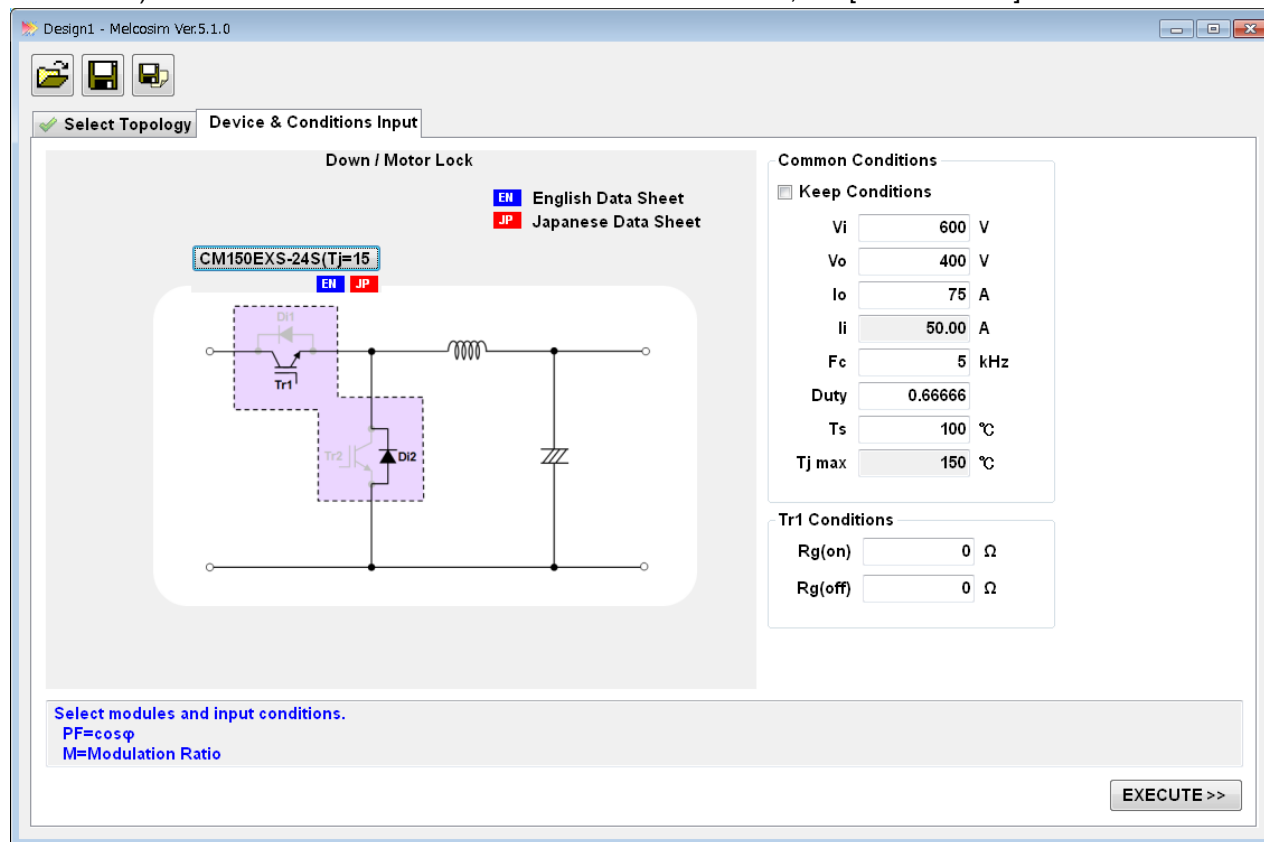 Design1 - Melcosim Ver.5.1.0
Select Topology
Device & Conditions Input
Down / Motor Lock
EN English Data Sheet
JP Japanese Data Sheet
CM150EXS-24S(Tj=15
EN JP
Di1
Tr1
Tr2
Di2
Common Conditions
Keep Conditions
Vi 600 V
Vo 400 V
Io 75 A
Ii 50.00 A
Fc 5 kHz
Duty 0.66666
Ts 100 ℃
Tj max 150 ℃
Tr1 Conditions
Rg(on) 0 Ω
Rg(off) 0 Ω
Select modules and input conditions.
PF=cosφ
M=Modulation Ratio
EXECUTE >>